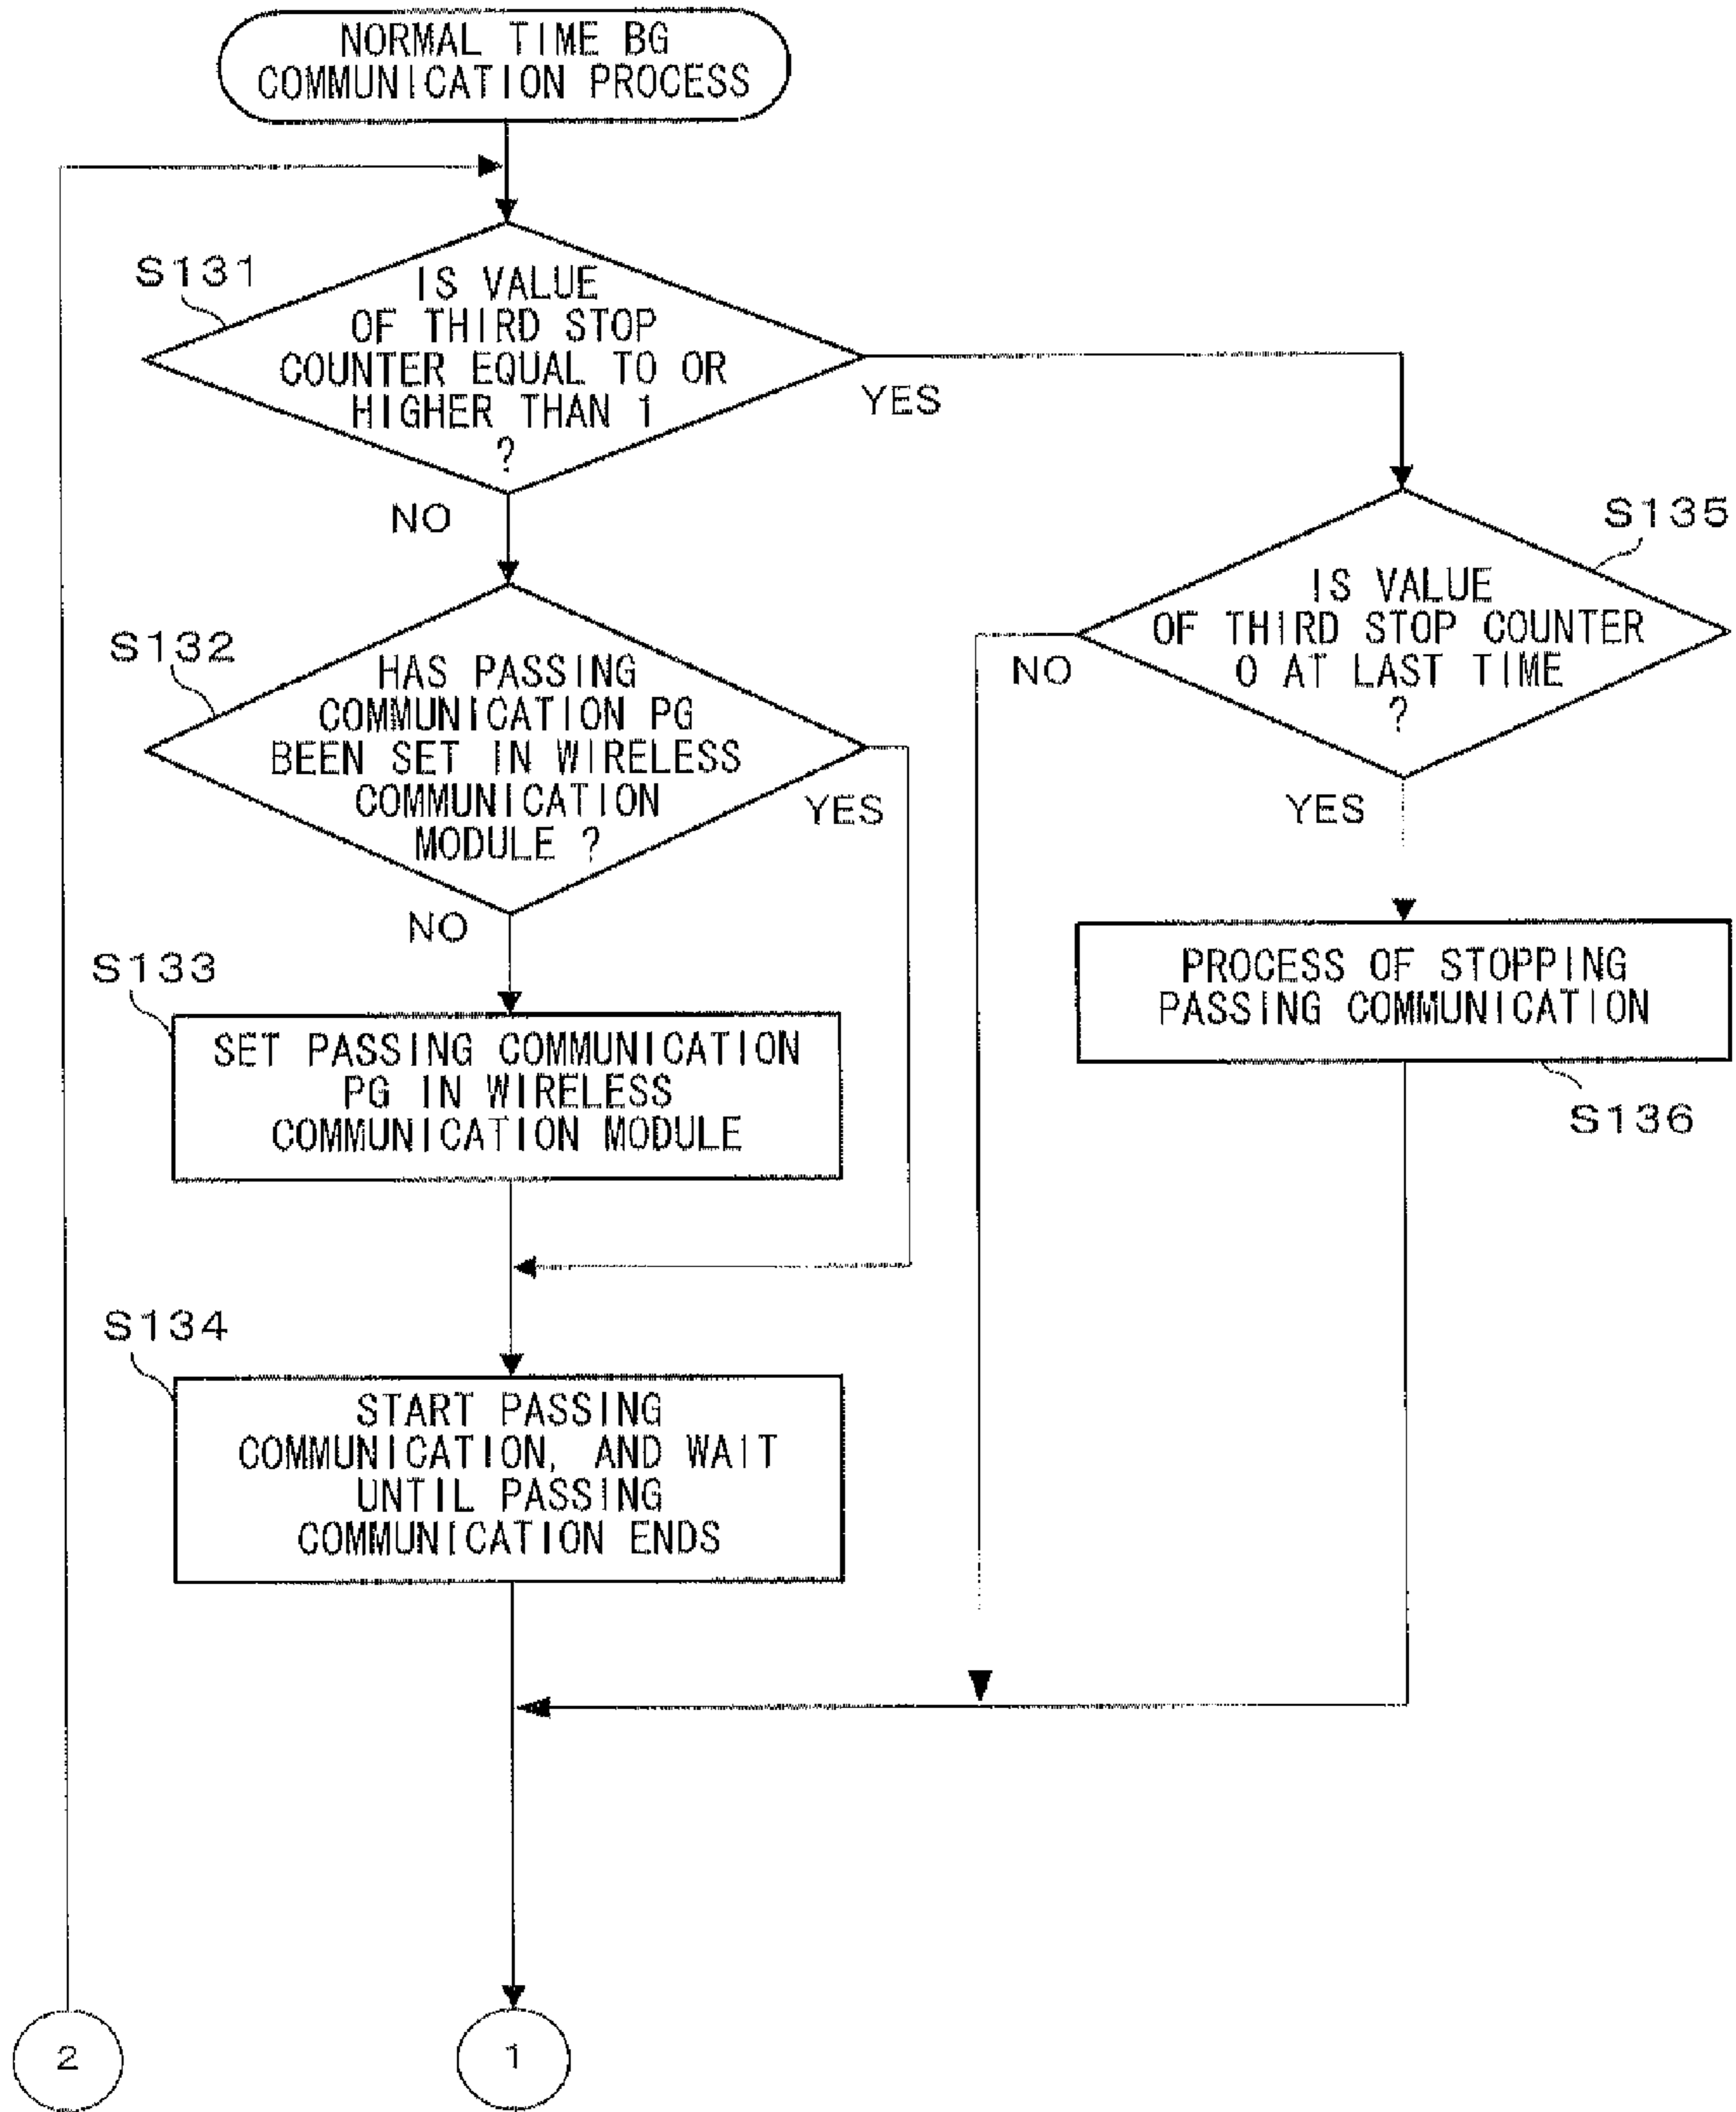 NORMAL TIME BG
COMMUNICATION PROCESS
S131
IS VALUE
OF THIRD STOP
COUNTER EQUAL TO OR
HIGHER THAN 1
?
YES
NO
S135
IS VALUE
OF THIRD STOP COUNTER
0 AT LAST TIME
?
NO
YES
S132
HAS PASSING
COMMUNICATION PG
BEEN SET IN WIRELESS
COMMUNICATION
MODULE ?
YES
NO
S133
SET PASSING COMMUNICATION
PG IN WIRELESS
COMMUNICATION MODULE
PROCESS OF STOPPING
PASSING COMMUNICATION
S136
S134
START PASSING
COMMUNICATION, AND WAIT
UNTIL PASSING
COMMUNICATION ENDS
2
1